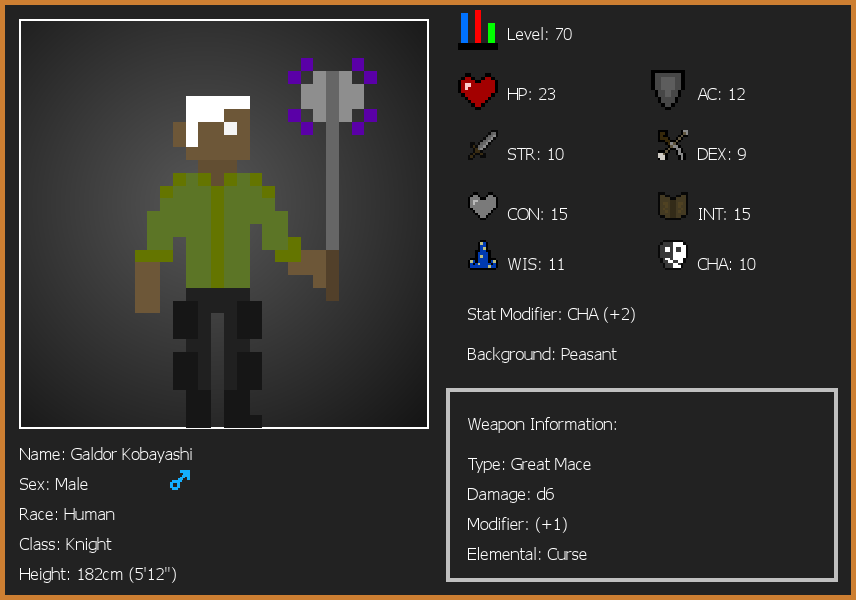 Level: 70
HP: 23
AC: 12
STR: 10
DEX: 9
CON: 15
INT: 15
WIS: 11
CHA: 10
Stat Modifier: CHA (+2)
Background: Peasant
Weapon Information:
Type: Great Mace
Damage: d6
Modifier: (+1)
Elemental: Curse
Name: Galdor Kobayashi
Sex: Male
Race: Human
Class: Knight
Height: 182cm (5'12")